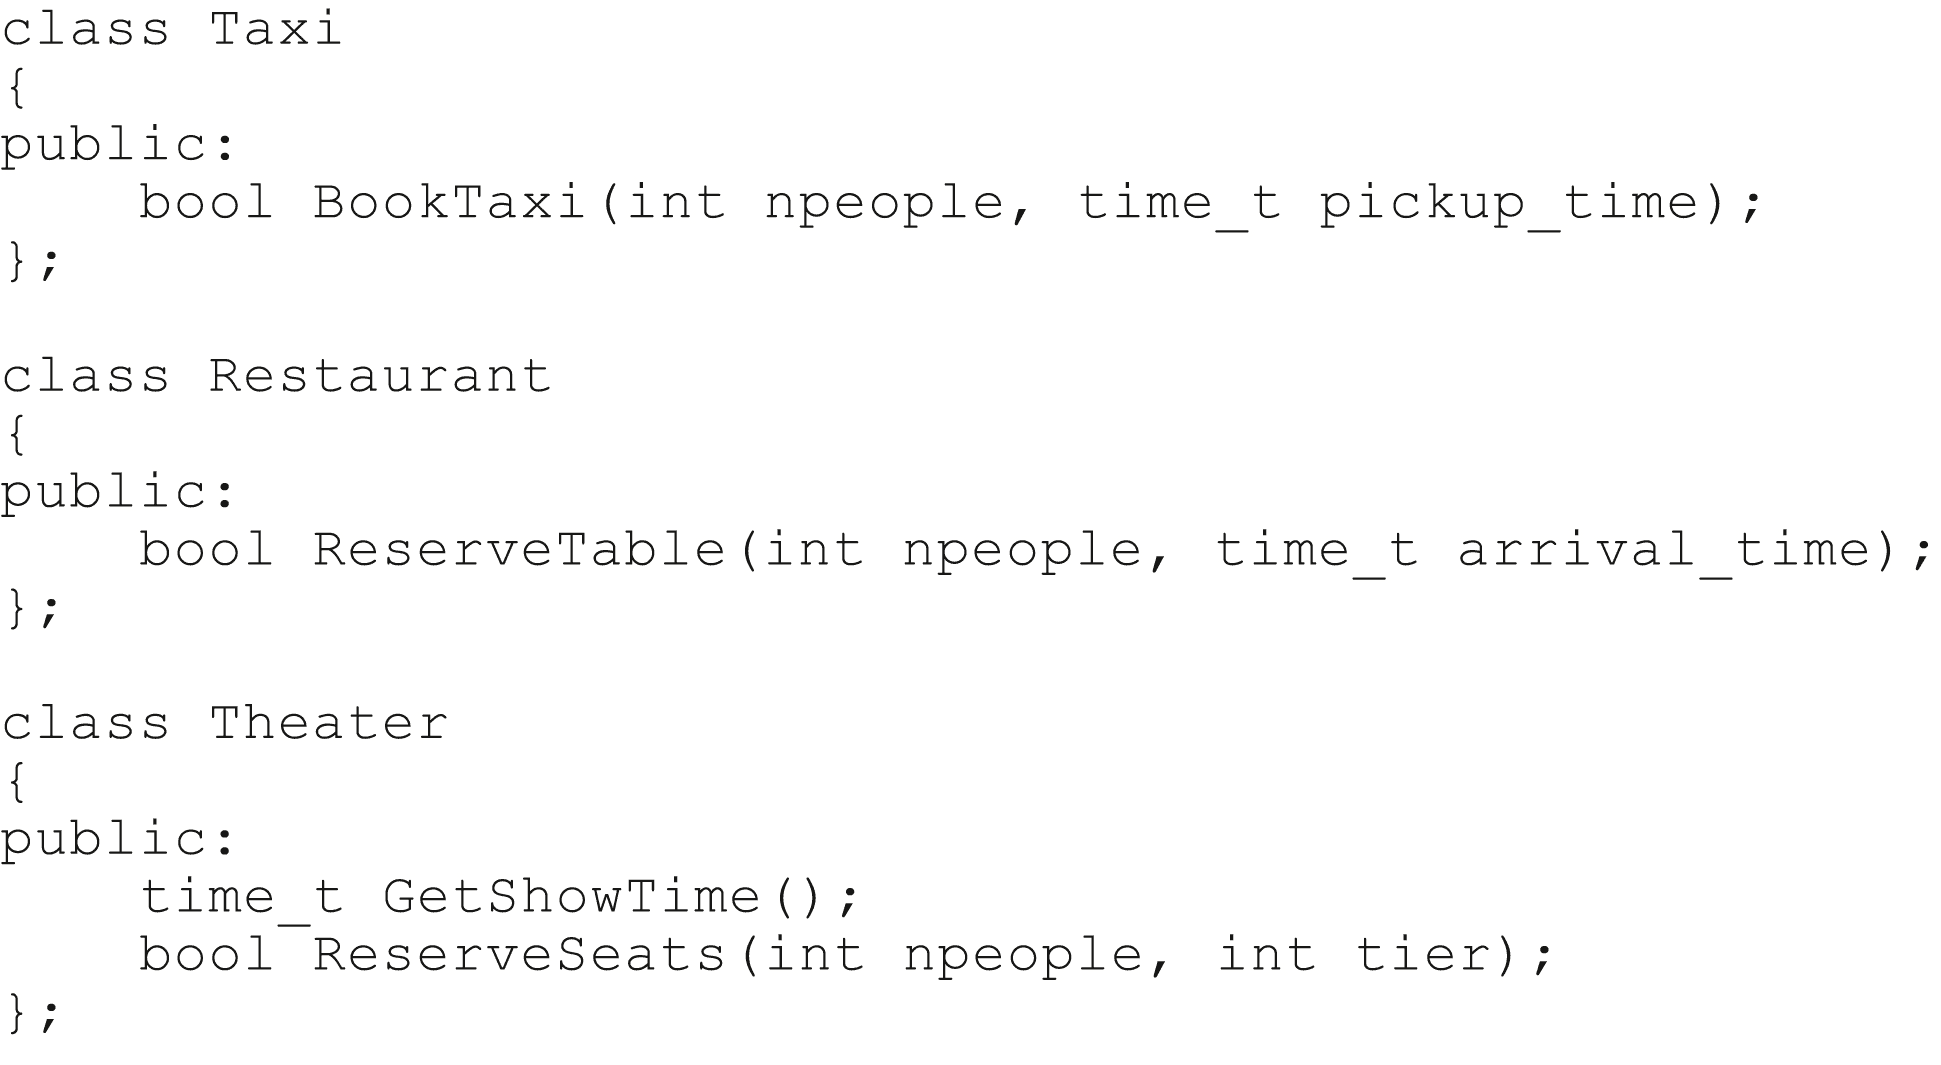 class Taxi
{
public:
    bool BookTaxi(int npeople, time_t pickup_time);
};

class Restaurant
{
public:
    bool ReserveTable(int npeople, time_t arrival_time);
};

class Theater
{
public:
    time_t GetShowTime();
    bool ReserveSeats(int npeople, int tier);
};